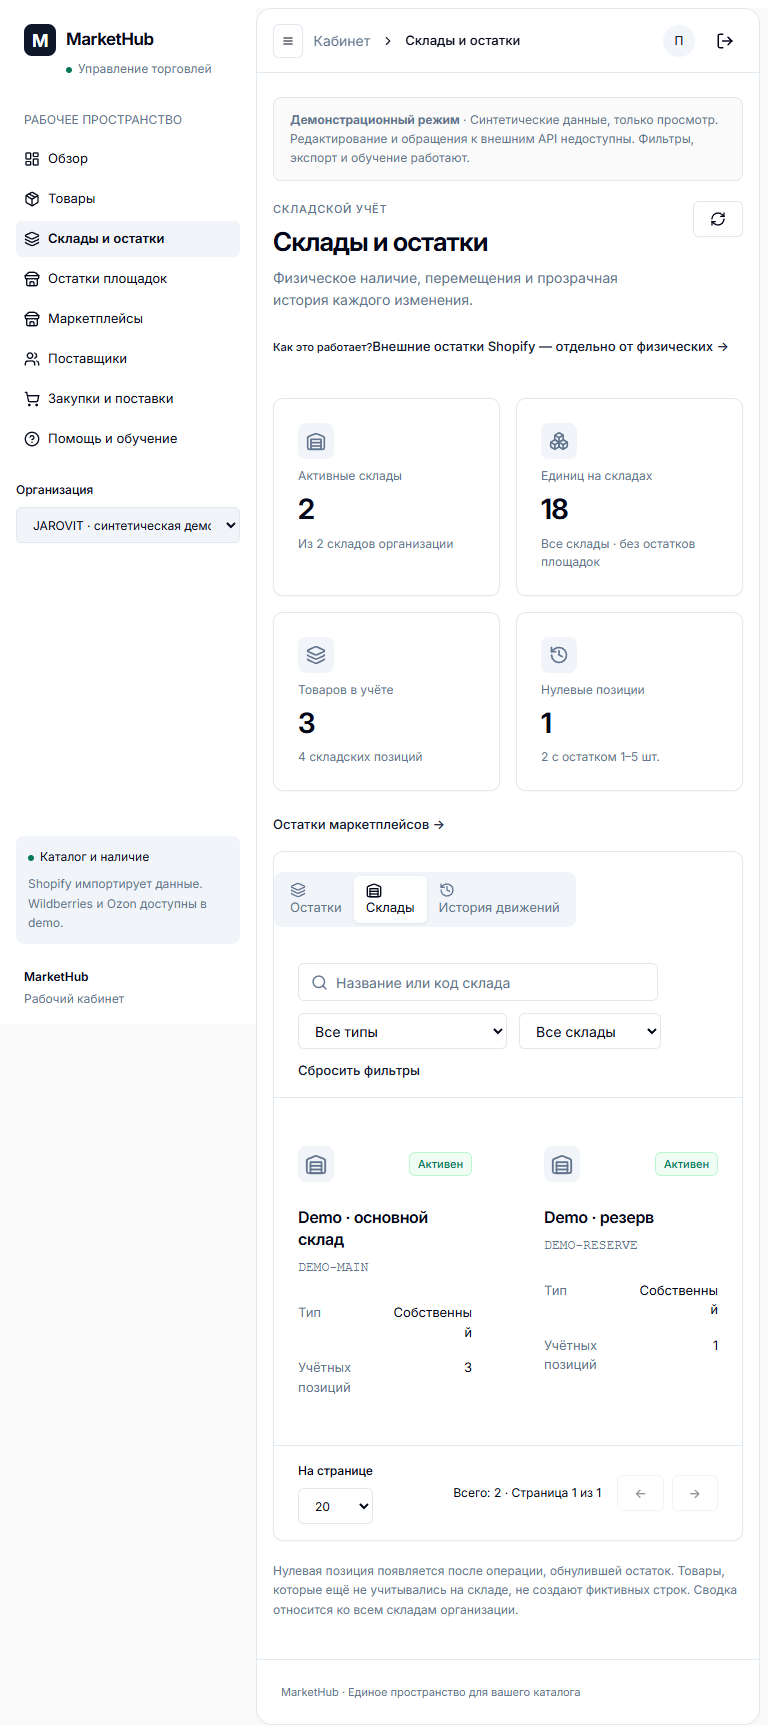 M MarketHub
Управление торговлей
РАБОЧЕЕ ПРОСТРАНСТВО
Обзор
Товары
Склады и остатки
Остатки площадок
Маркетплейсы
Поставщики
Закупки и поставки
Помощь и обучение
Организация
JAROVIT · синтетическая
Каталог и наличие
Shopify импортирует данные.
Wildberries и Ozon доступны в
demo.
MarketHub
Рабочий кабинет
Кабинет > Склады и остатки
П
Демонстрационный режим · Синтетические данные, только просмотр.
Редактирование и обращения к внешним API недоступны. Фильтры,
экспорт и обучение работают.
СКЛАДСКОЙ УЧЁТ
Склады и остатки
Физическое наличие, перемещения и прозрачная
история каждого изменения.
Как это работает?Внешние остатки Shopify — отдельно от физических →
Активные склады
2
Из 2 складов организации
Единиц на складах
18
Все склады · без остатков
площадок
Товаров в учёте
3
4 складских позиций
Нулевые позиции
1
2 с остатком 1–5 шт.
Остатки маркетплейсов →
Остатки
Склады
История движений
Название или код склада
Все типы
Все склады
Сбросить фильтры
Активен
Demo · основной
склад
DEMO-MAIN
Тип Собственны
й
Учётных 3
позиций
Активен
Demo · резерв
DEMO-RESERVE
Тип Собственны
й
Учётных 1
позиций
На странице
20
Всего: 2 · Страница 1 из 1
← →
Нулевая позиция появляется после операции, обнулившей остаток. Товары,
которые ещё не учитывались на складе, не создают фиктивных строк. Сводка
относится ко всем складам организации.
MarketHub · Единое пространство для вашего каталога